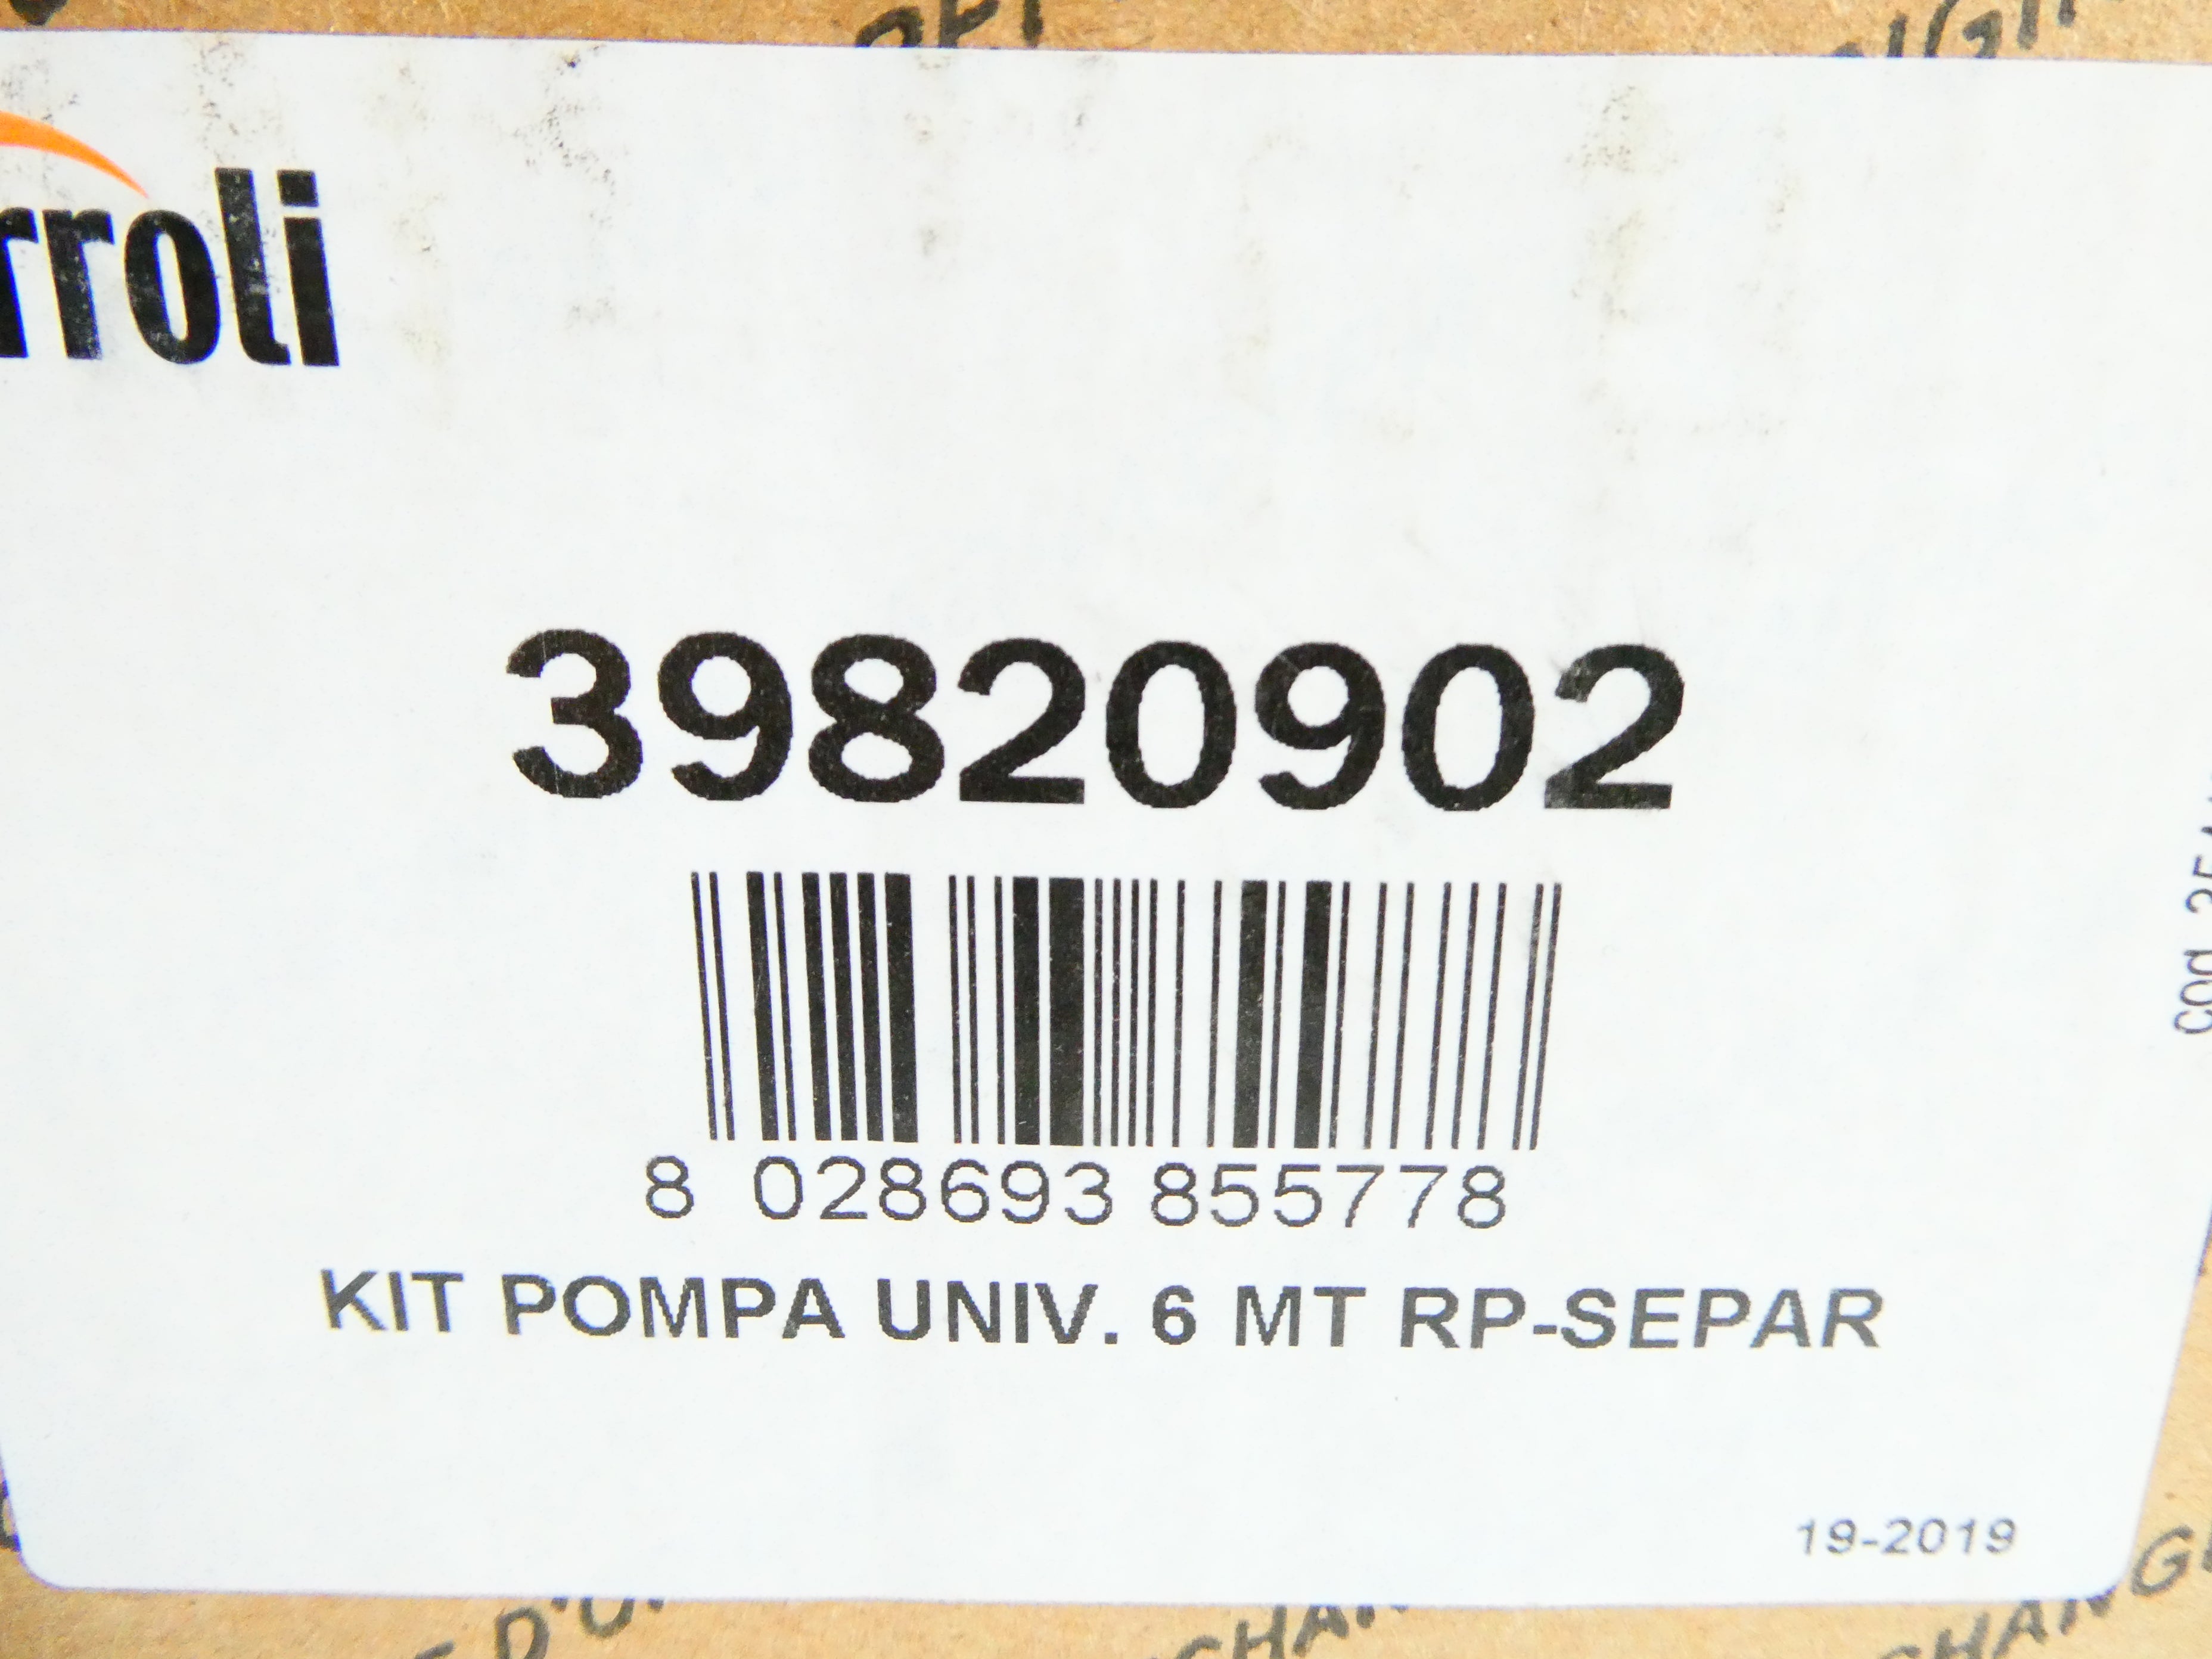 rroli
39820902
8 028693 855778
KIT POMPA UNIV. 6 MT RP-SEPAR
19-2019